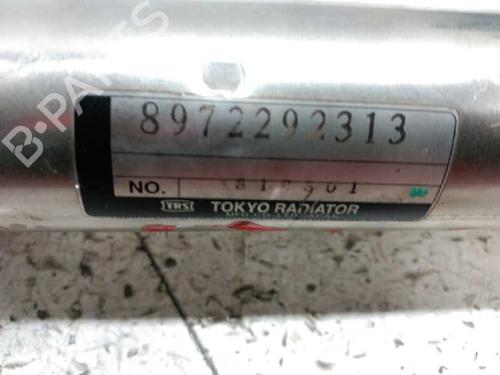 B-PARTS
8972292313
NO.
TRS TOKYO RADIATOR